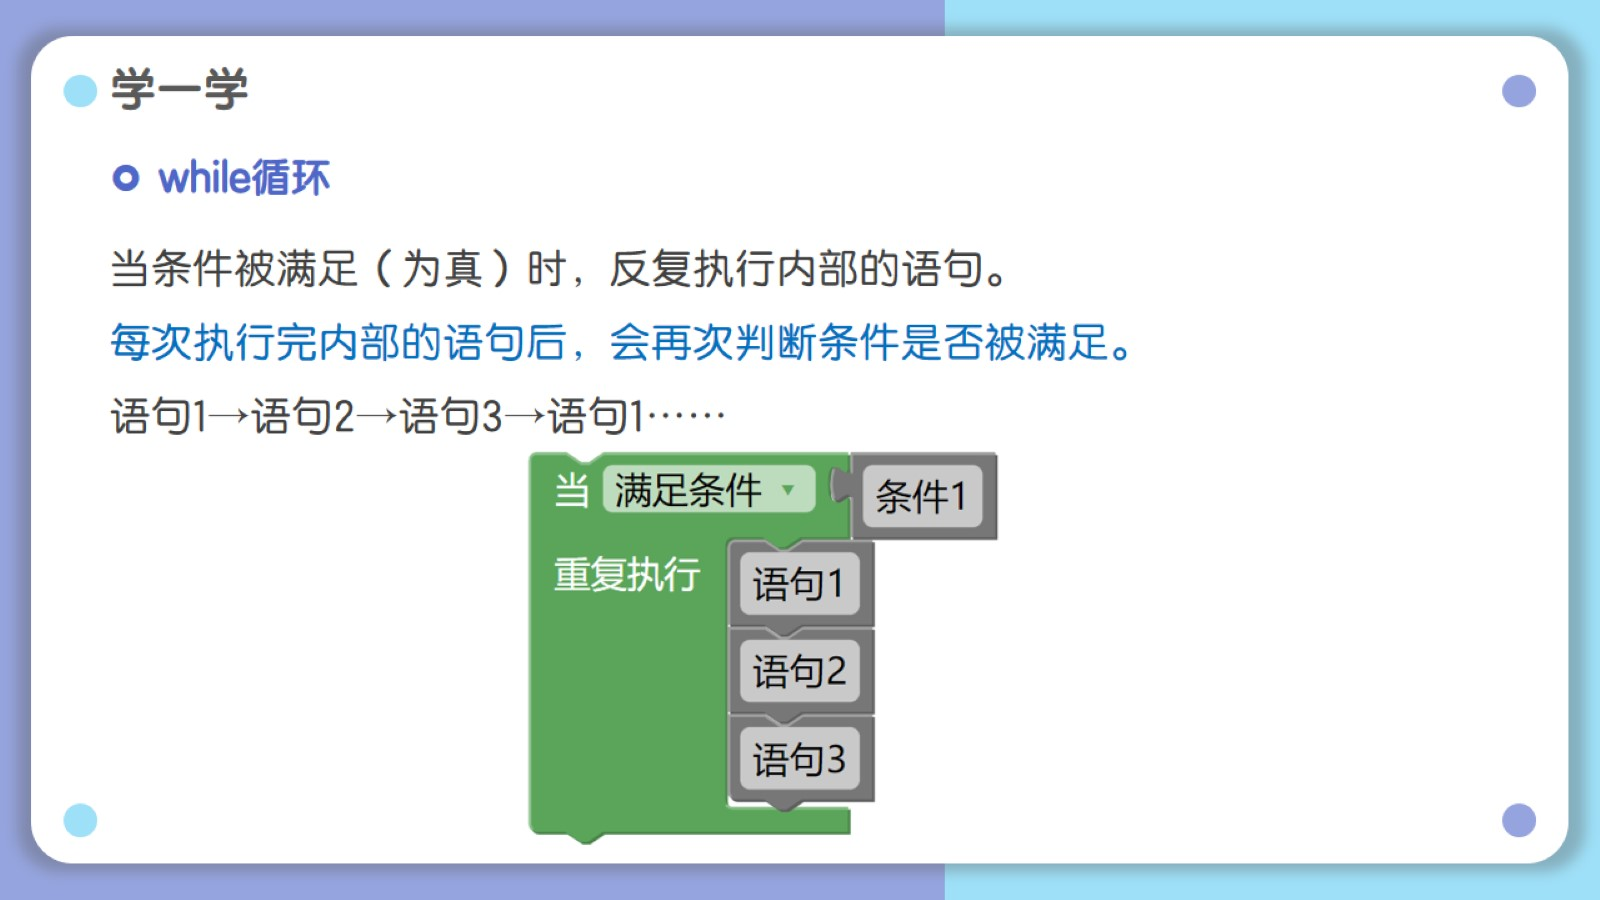 学一学
while循环
当条件被满足（为真）时，反复执行内部的语句。
每次执行完内部的语句后，会再次判断条件是否被满足。
语句1→语句2→语句3→语句1……
当 满足条件 条件1
重复执行 语句1
语句2
语句3